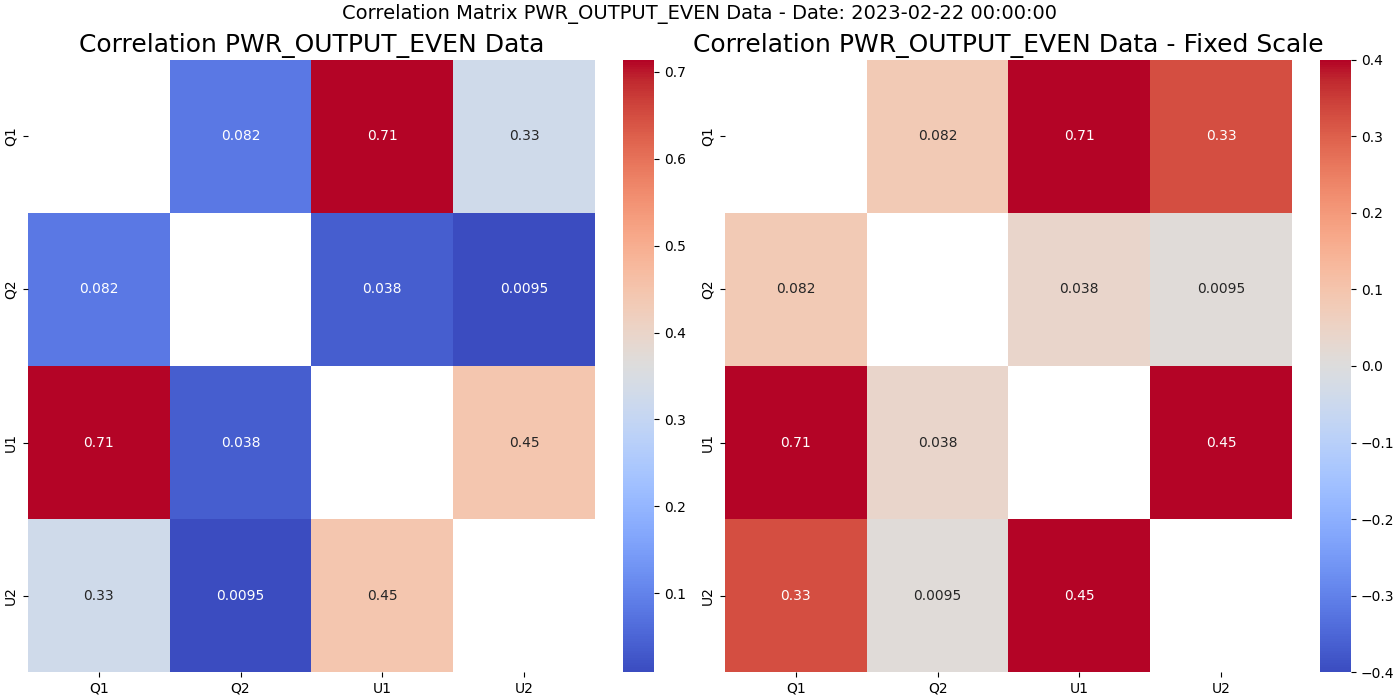 Correlation Matrix PWR_OUTPUT_EVEN Data - Date: 2023-02-22 00:00:00
Correlation PWR_OUTPUT_EVEN Data
Q1
0.082
0.71
0.33
Q2
0.082
0.038
0.0095
U1
0.71
0.038
0.45
U2
0.33
0.0095
0.45
Q1
Q2
U1
U2
0.7
0.6
0.5
0.4
0.3
0.2
0.1
Correlation PWR_OUTPUT_EVEN Data - Fixed Scale
Q1
0.082
0.71
0.33
Q2
0.082
0.038
0.0095
U1
0.71
0.038
0.45
U2
0.33
0.0095
0.45
Q1
Q2
U1
U2
0.4
0.3
0.2
0.1
0.0
−0.1
−0.2
−0.3
−0.4